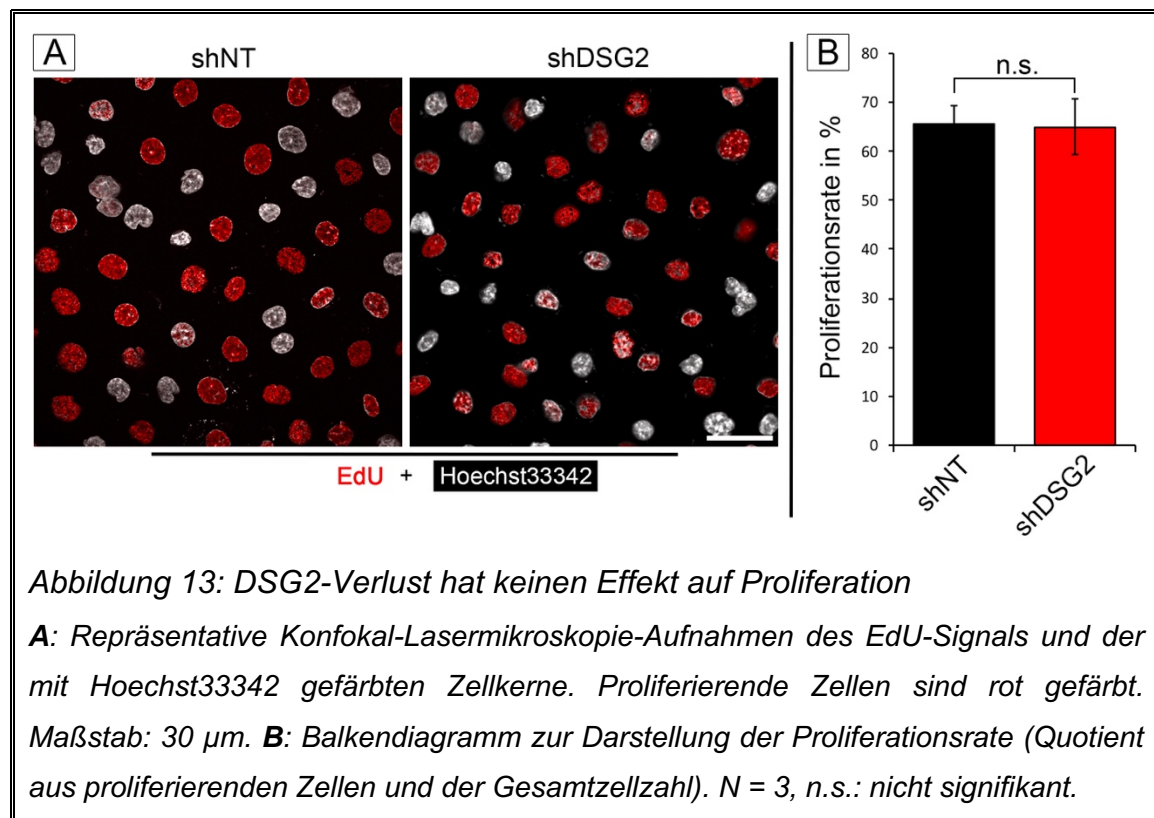 A
shNT
shDSG2
EdU + Hoechst33342
B
n.s.
Proliferationsrate in %
80
70
60
50
40
30
20
10
0
shNT
shDSG2
Abbildung 13: DSG2-Verlust hat keinen Effekt auf Proliferation
A: Repräsentative Konfokal-Lasermikroskopie-Aufnahmen des EdU-Signals und der
mit Hoechst33342 gefärbten Zellkerne. Proliferierende Zellen sind rot gefärbt.
Maßstab: 30 µm. B: Balkendiagramm zur Darstellung der Proliferationsrate (Quotient
aus proliferierenden Zellen und der Gesamtzellzahl). N = 3, n.s.: nicht signifikant.